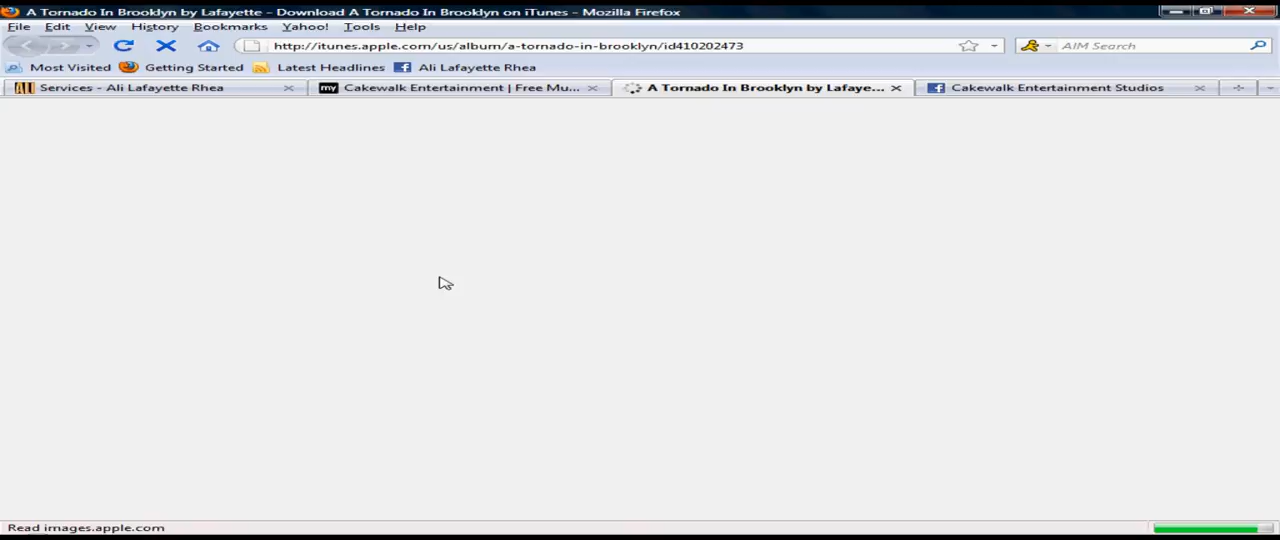 A Tornado In Brooklyn by Lafayette - Download A Tornado In Brooklyn on iTunes - Mozilla Firefox
File Edit View History Bookmarks Yahoo! Tools Help
http://itunes.apple.com/us/album/a-tornado-in-brooklyn/id410202473 AIM Search
Most Visited Getting Started Latest Headlines Ali Lafayette Rhea
Services - Ali Lafayette Rhea my Cakewalk Entertainment | Free Mu... A Tornado In Brooklyn by Lafaye... Cakewalk Entertainment Studios
Read images.apple.com